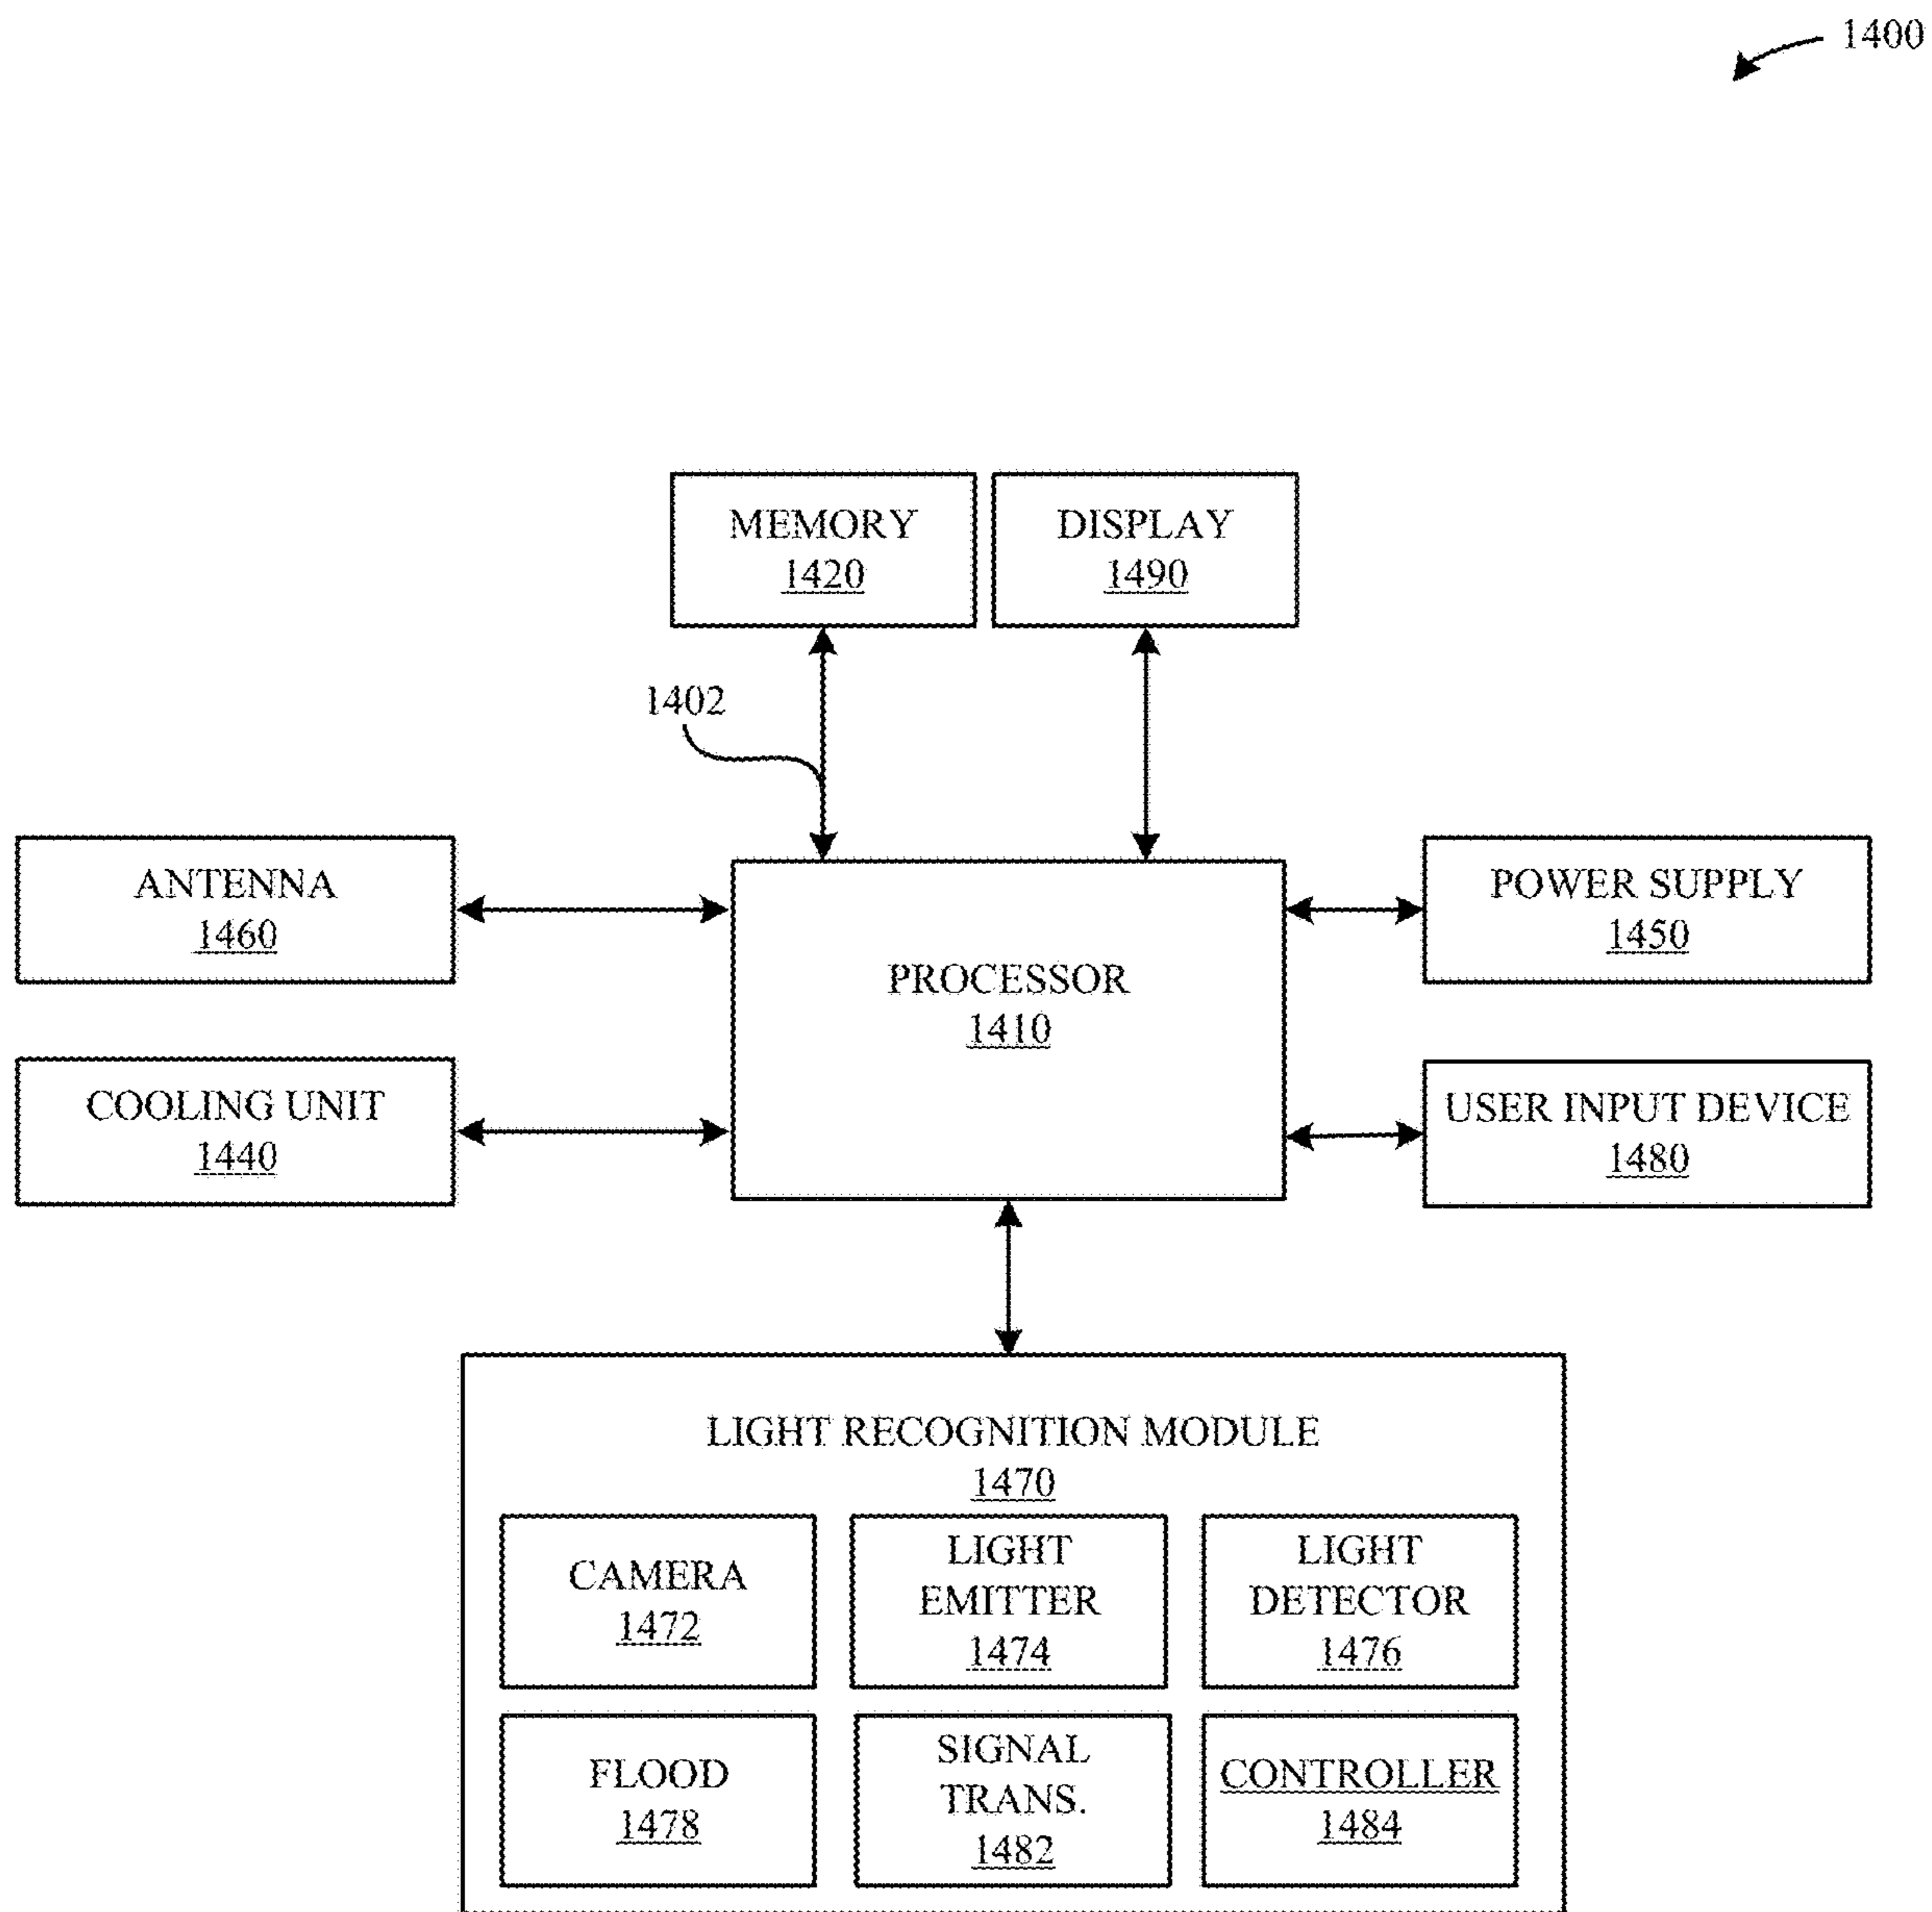 1400
MEMORY
1420
DISPLAY
1490
1402
ANTENNA
1460
POWER SUPPLY
1450
PROCESSOR
1410
COOLING UNIT
1440
USER INPUT DEVICE
1480
LIGHT RECOGNITION MODULE
1470
CAMERA
1472
LIGHT
EMITTER
1474
LIGHT
DETECTOR
1476
FLOOD
1478
SIGNAL
TRANS.
1482
CONTROLLER
1484